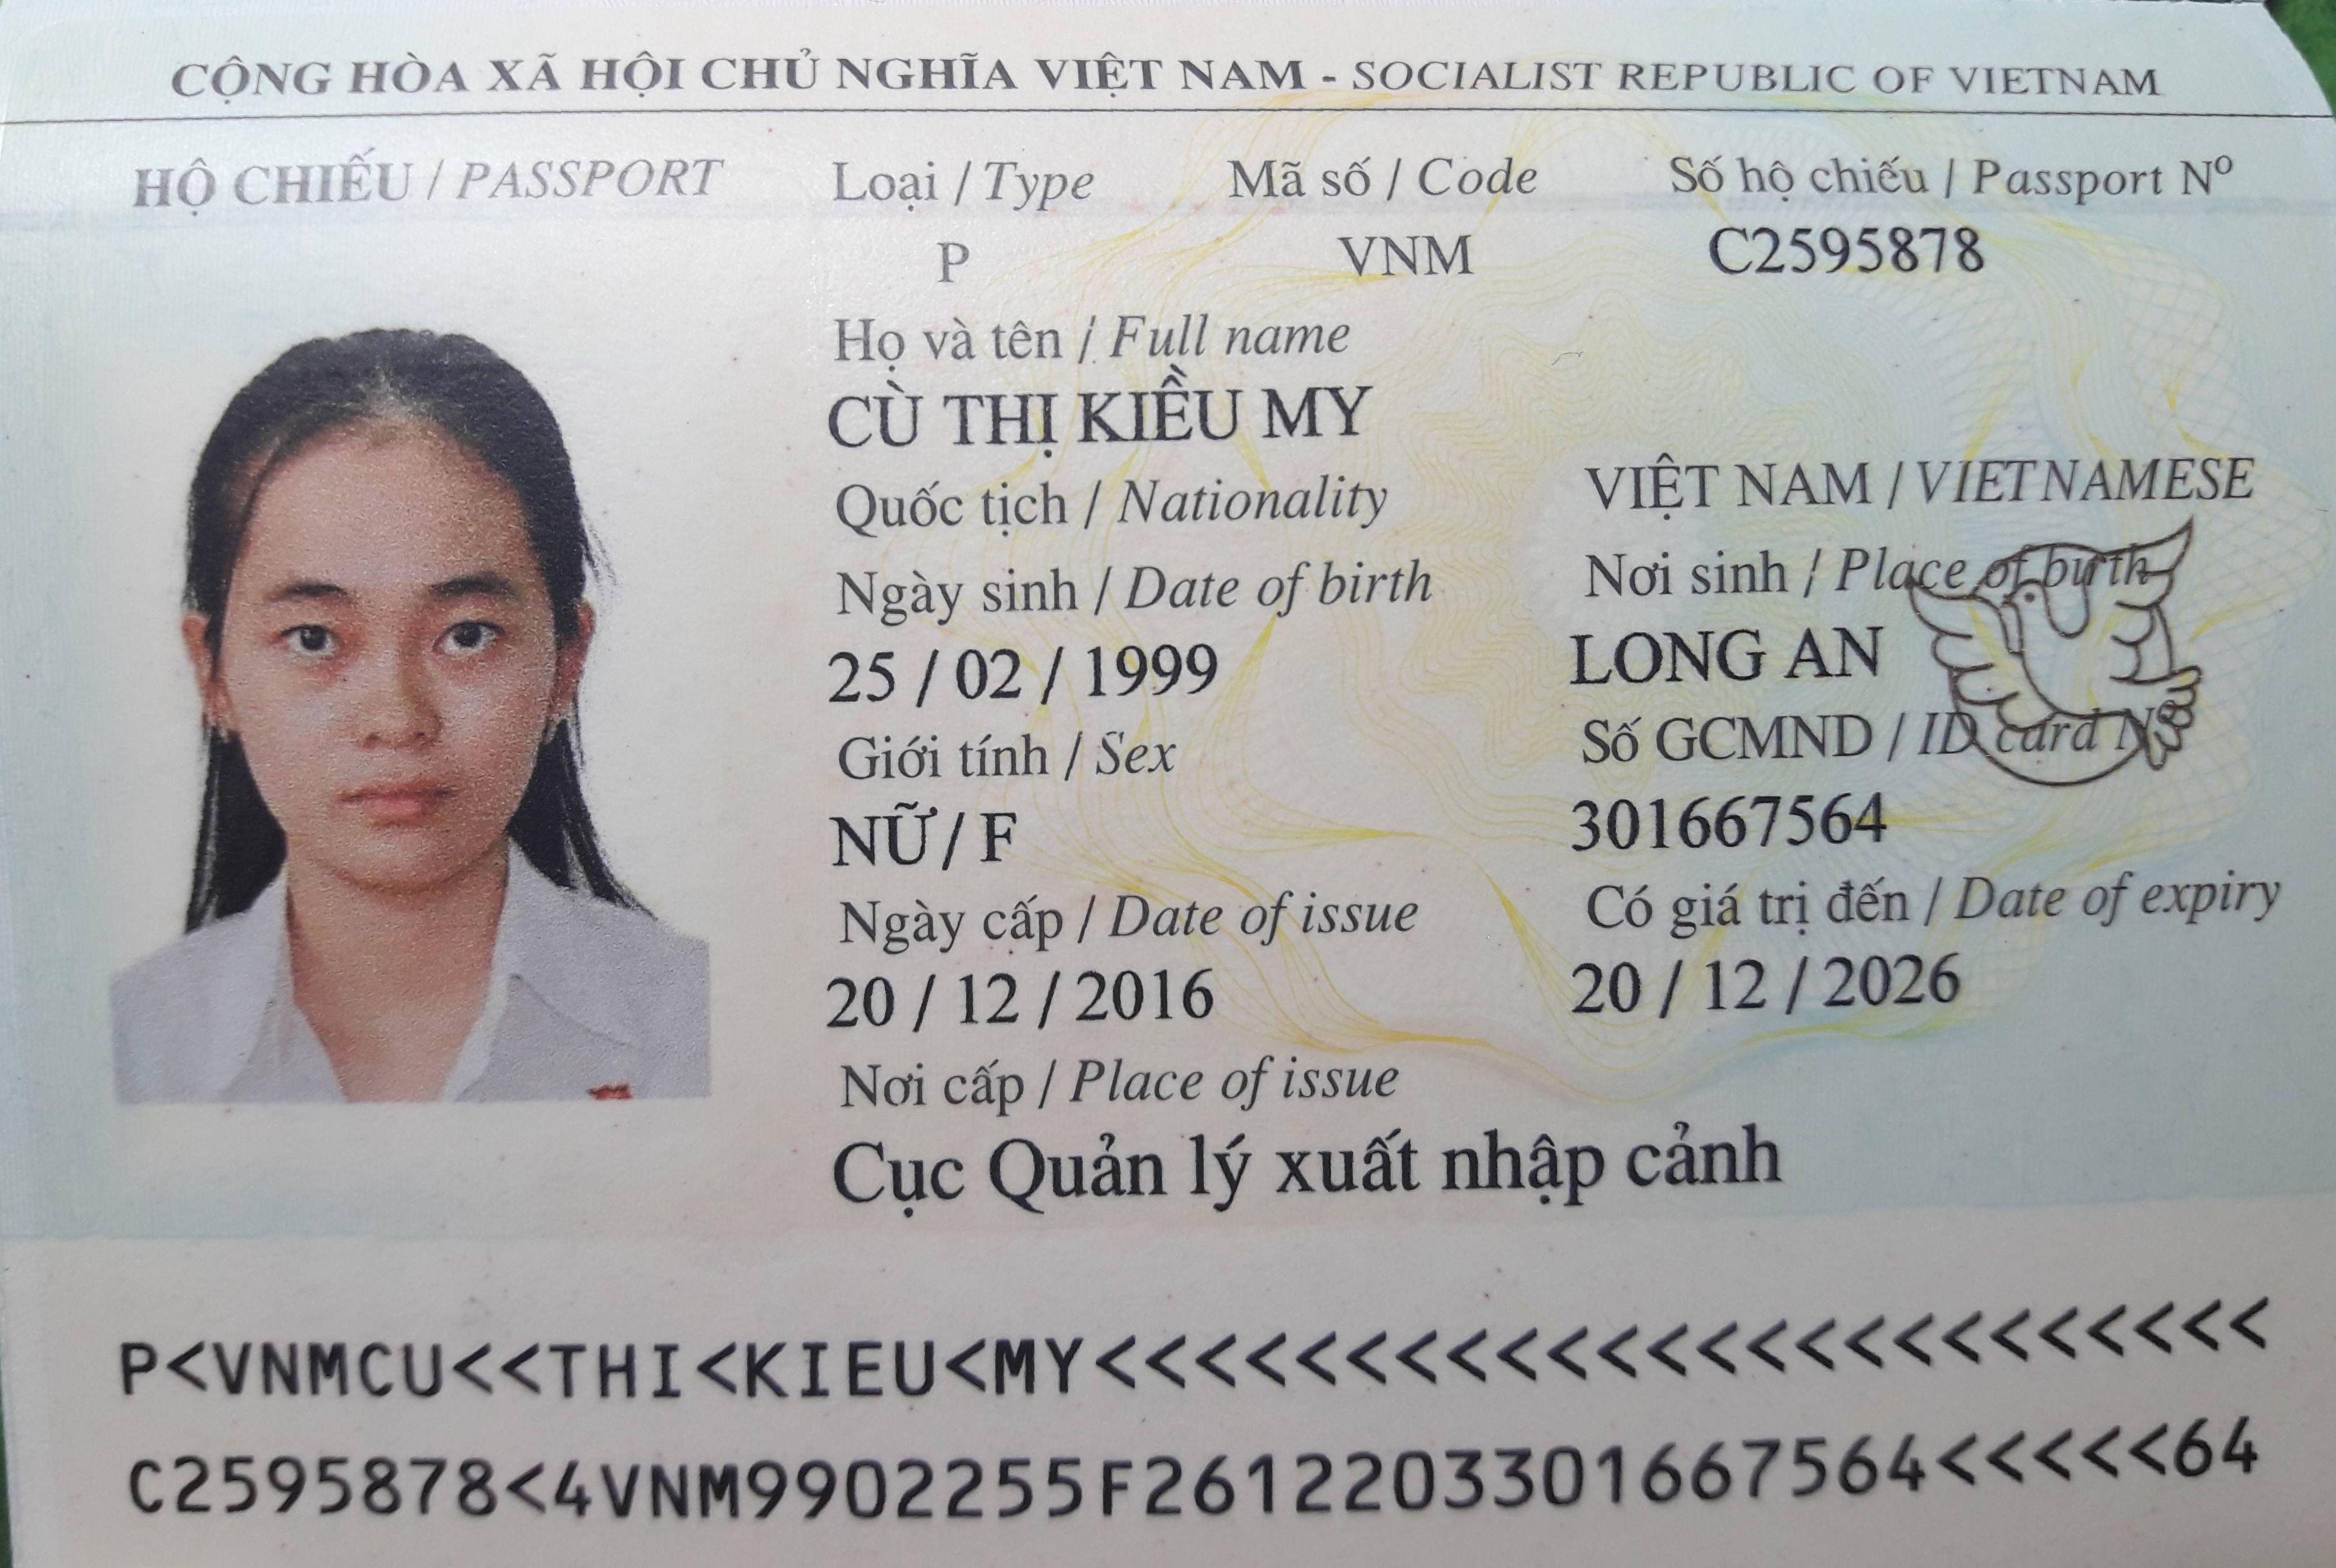 CỘNG HÒA XÃ HỘI CHỦ NGHĨA VIỆT NAM - SOCIALIST REPUBLIC OF VIETNAM
HỘ CHIẾU / PASSPORT Loại / Type Mã số / Code Số hộ chiếu / Passport Nº
P VNM C2595878
Họ và tên / Full name
CÙ THỊ KIỀU MY
Quốc tịch / Nationality VIỆT NAM / VIETNAMESE
Ngày sinh / Date of birth Nơi sinh / Place of birth
25 / 02 / 1999 LONG AN
Giới tính / Sex Số GCMND / ID card Nº
NỮ / F 301667564
Ngày cấp / Date of issue Có giá trị đến / Date of expiry
20 / 12 / 2016 20 / 12 / 2026
Nơi cấp / Place of issue
Cục Quản lý xuất nhập cảnh
P<VNMCU<<THI<KIEU<MY<<<<<<<<<<<<<<<<<<<<<<<<
C2595878<4VNM9902255F2612203301667564<<<<<64